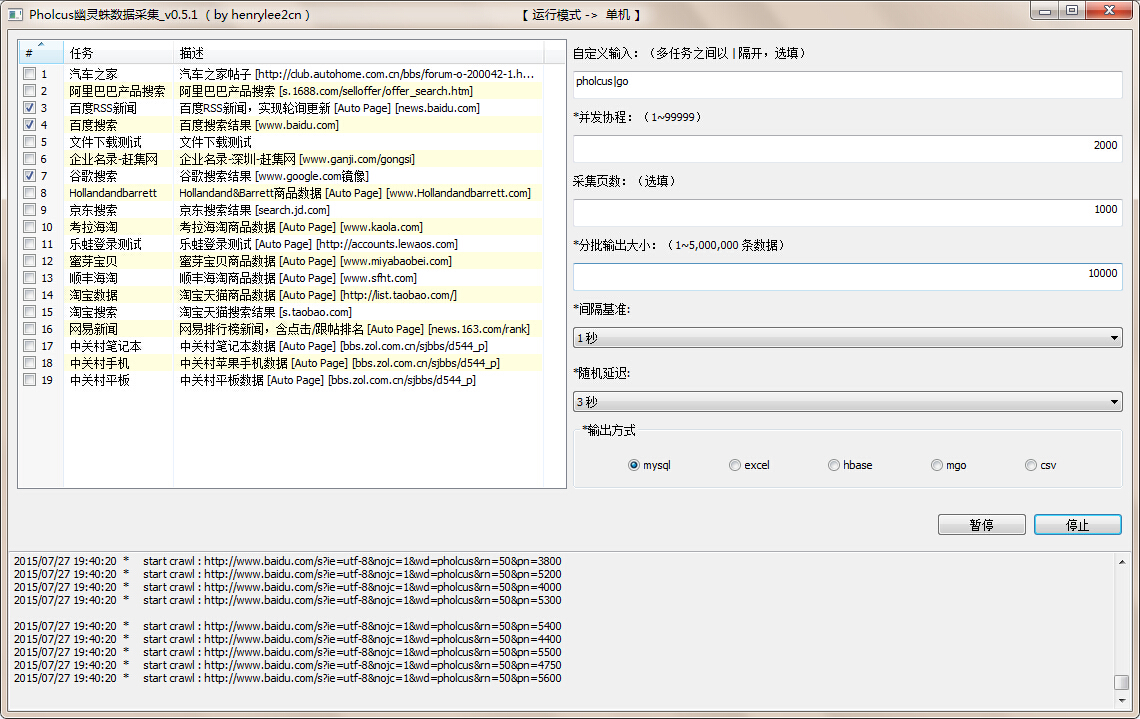 Pholcus幽灵蛛数据采集_v0.5.1 （ by henrylee2cn ） 【 运行模式 -> 单机 】
# 任务 描述
1 汽车之家 汽车之家帖子 [http://club.autohome.com.cn/bbs/forum-o-200042-1.h...
2 阿里巴巴产品搜索 阿里巴巴产品搜索 [s.1688.com/selloffer/offer_search.htm]
3 百度RSS新闻 百度RSS新闻，实现轮询更新 [Auto Page] [news.baidu.com]
4 百度搜索 百度搜索结果 [www.baidu.com]
5 文件下载测试 文件下载测试
6 企业名录-赶集网 企业名录-深圳-赶集网 [www.ganji.com/gongsi]
7 谷歌搜索 谷歌搜索结果 [www.google.com镜像]
8 Hollandandbarrett Hollandand&Barrett商品数据 [Auto Page] [www.Hollandandbarrett.com]
9 京东搜索 京东搜索结果 [search.jd.com]
10 考拉海淘 考拉海淘商品数据 [Auto Page] [www.kaola.com]
11 乐蛙登录测试 乐蛙登录测试 [Auto Page] [http://accounts.lewaos.com]
12 蜜芽宝贝 蜜芽宝贝商品数据 [Auto Page] [www.miyabaobei.com]
13 顺丰海淘 顺丰海淘商品数据 [Auto Page] [www.sfht.com]
14 淘宝数据 淘宝天猫商品数据 [Auto Page] [http://list.taobao.com/]
15 淘宝搜索 淘宝天猫搜索结果 [s.taobao.com]
16 网易新闻 网易排行榜新闻，含点击/跟帖排名 [Auto Page] [news.163.com/rank]
17 中关村笔记本 中关村笔记本数据 [Auto Page] [bbs.zol.com.cn/sjbbs/d544_p]
18 中关村手机 中关村苹果手机数据 [Auto Page] [bbs.zol.com.cn/sjbbs/d544_p]
19 中关村平板 中关村平板数据 [Auto Page] [bbs.zol.com.cn/sjbbs/d544_p]
自定义输入：（多任务之间以 | 隔开，选填）
pholcus|go
*并发协程：（1~99999）
2000
采集页数：（选填）
1000
*分批输出大小：（1~5,000,000 条数据）
10000
*间隔基准:
1 秒
*随机延迟:
3 秒
*输出方式
mysql excel hbase mgo csv
暂停 停止
2015/07/27 19:40:20 * start crawl : http://www.baidu.com/s?ie=utf-8&nojc=1&wd=pholcus&rn=50&pn=3800
2015/07/27 19:40:20 * start crawl : http://www.baidu.com/s?ie=utf-8&nojc=1&wd=pholcus&rn=50&pn=5200
2015/07/27 19:40:20 * start crawl : http://www.baidu.com/s?ie=utf-8&nojc=1&wd=pholcus&rn=50&pn=4000
2015/07/27 19:40:20 * start crawl : http://www.baidu.com/s?ie=utf-8&nojc=1&wd=pholcus&rn=50&pn=5300
2015/07/27 19:40:20 * start crawl : http://www.baidu.com/s?ie=utf-8&nojc=1&wd=pholcus&rn=50&pn=5400
2015/07/27 19:40:20 * start crawl : http://www.baidu.com/s?ie=utf-8&nojc=1&wd=pholcus&rn=50&pn=4400
2015/07/27 19:40:20 * start crawl : http://www.baidu.com/s?ie=utf-8&nojc=1&wd=pholcus&rn=50&pn=5500
2015/07/27 19:40:20 * start crawl : http://www.baidu.com/s?ie=utf-8&nojc=1&wd=pholcus&rn=50&pn=4750
2015/07/27 19:40:20 * start crawl : http://www.baidu.com/s?ie=utf-8&nojc=1&wd=pholcus&rn=50&pn=5600